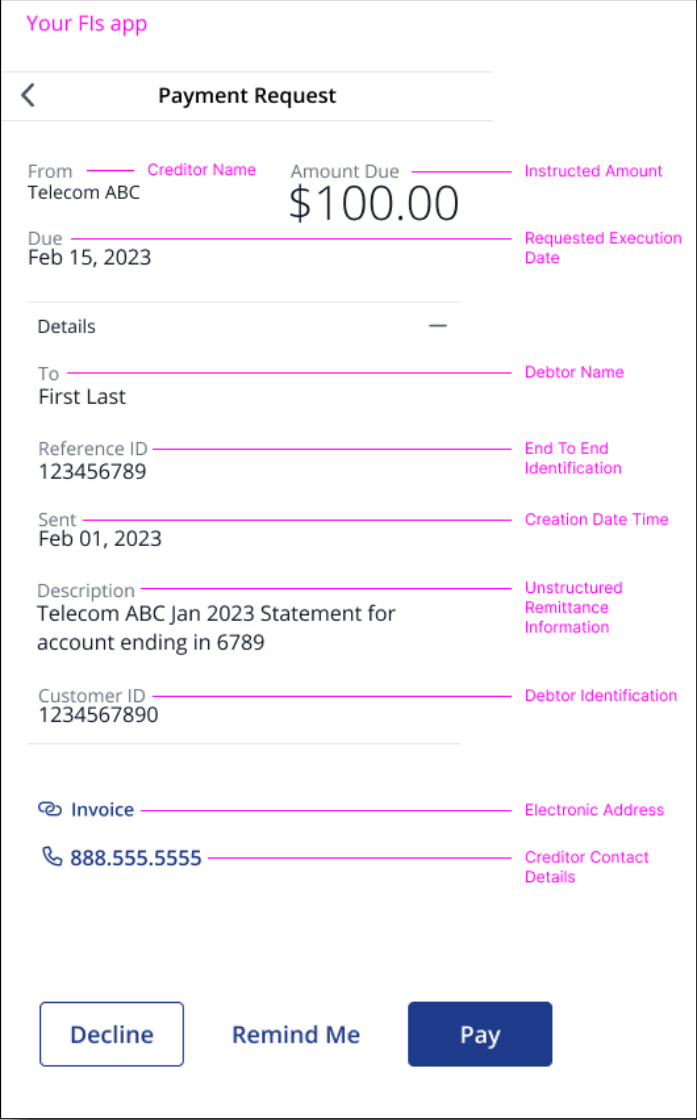 Your FIs app
Payment Request
From
Creditor Name
Amount Due
Instructed Amount
Telecom ABC
$100.00
Due
Requested Execution
Date
Feb 15, 2023
Details
To
Debtor Name
First Last
Reference ID
End To End
Identification
123456789
Sent
Creation Date Time
Feb 01, 2023
Description
Unstructured
Remittance
Information
Telecom ABC Jan 2023 Statement for
account ending in 6789
Customer ID
Debtor Identification
1234567890
Invoice
Electronic Address
888.555.5555
Creditor Contact
Details
Decline
Remind Me
Pay